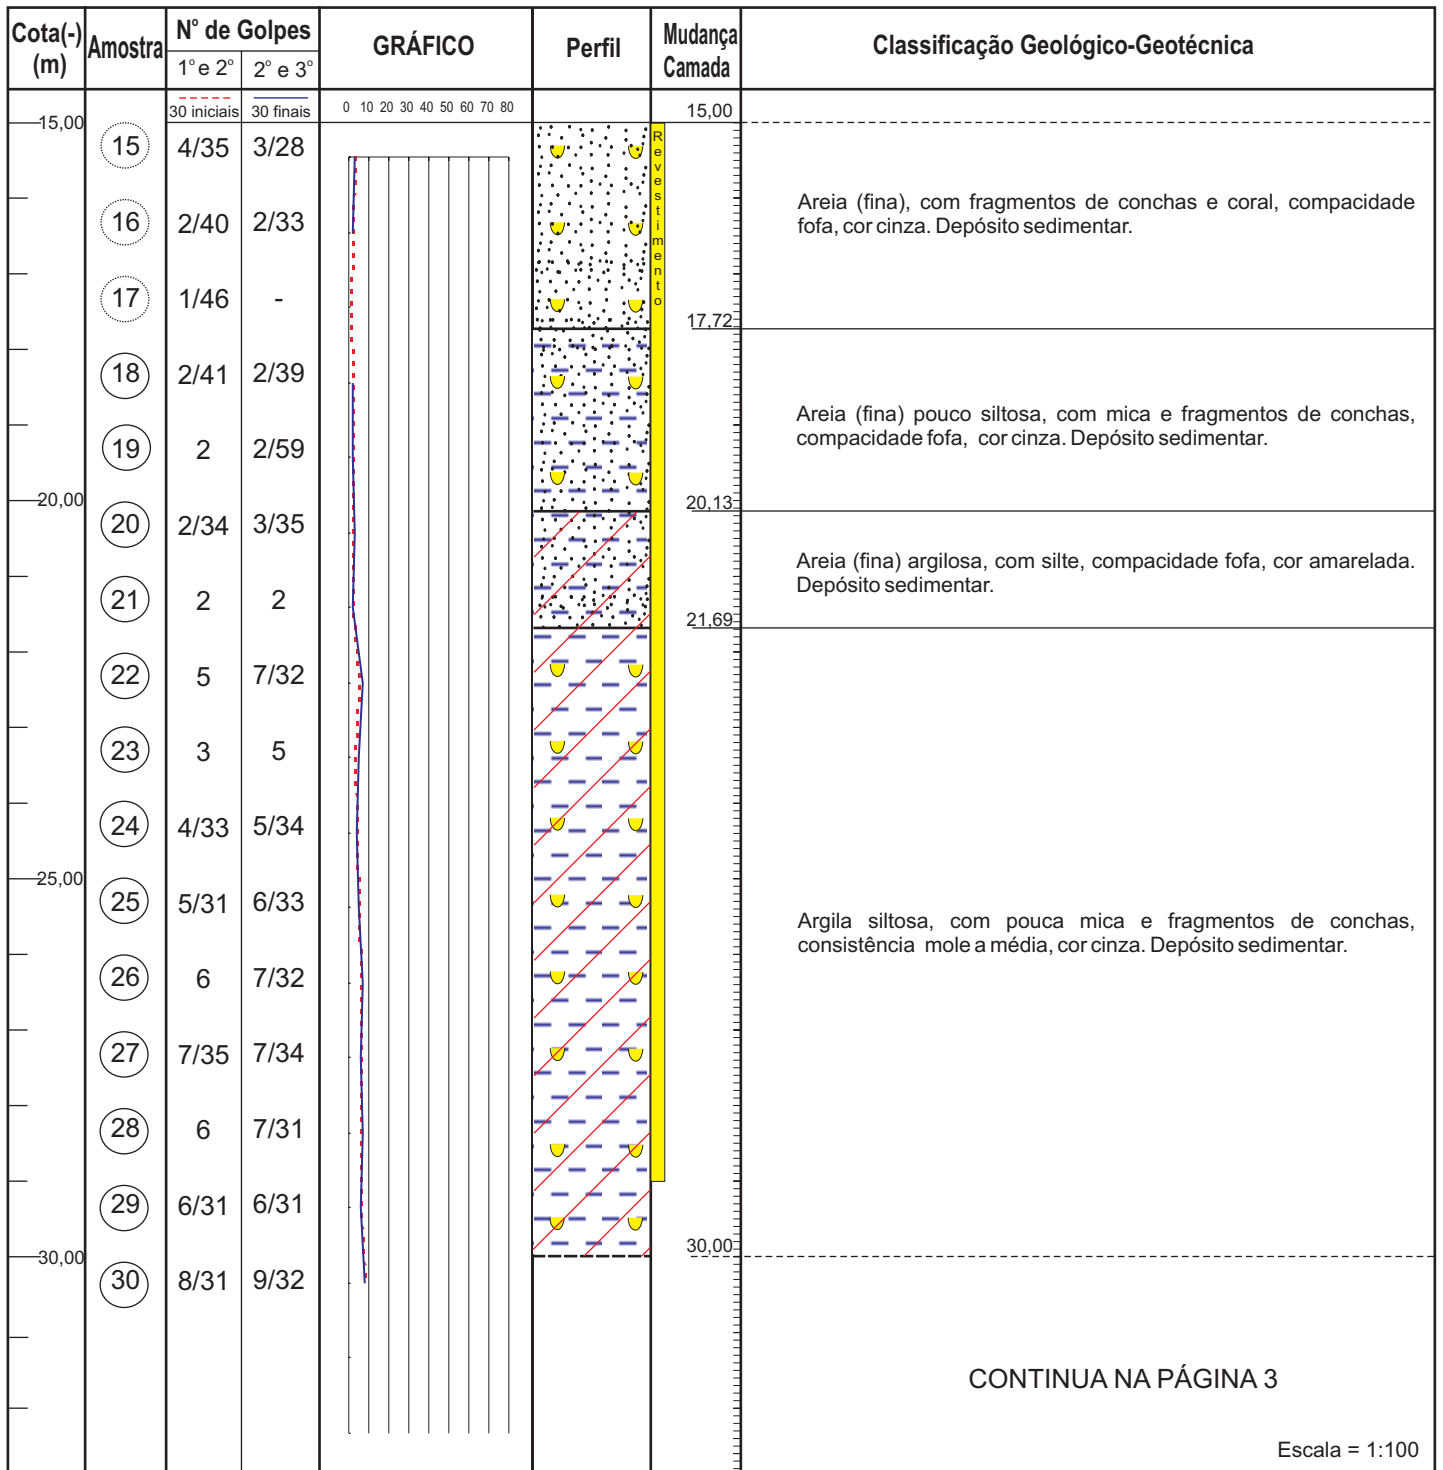 Cota(-) (m)
Amostra
N° de Golpes
1° e 2°
2° e 3°
GRÁFICO
Perfil
Mudança Camada
Classificação Geológico-Geotécnica
30 iniciais
30 finais
0 10 20 30 40 50 60 70 80
15,00
15,00
Revestimento
15 4/35 3/28
Areia (fina), com fragmentos de conchas e coral, compacidade
fofa, cor cinza. Depósito sedimentar.
16 2/40 2/33
17 1/46 -
17,72
18 2/41 2/39
Areia (fina) pouco siltosa, com mica e fragmentos de conchas,
compacidade fofa, cor cinza. Depósito sedimentar.
19 2 2/59
20,00
20,13
20 2/34 3/35
Areia (fina) argilosa, com silte, compacidade fofa, cor amarelada.
Depósito sedimentar.
21 2 2
21,69
22 5 7/32
23 3 5
24 4/33 5/34
25,00
25 5/31 6/33
Argila siltosa, com pouca mica e fragmentos de conchas,
consistência mole a média, cor cinza. Depósito sedimentar.
26 6 7/32
27 7/35 7/34
28 6 7/31
29 6/31 6/31
30,00
30,00
30 8/31 9/32
CONTINUA NA PÁGINA 3
Escala = 1:100